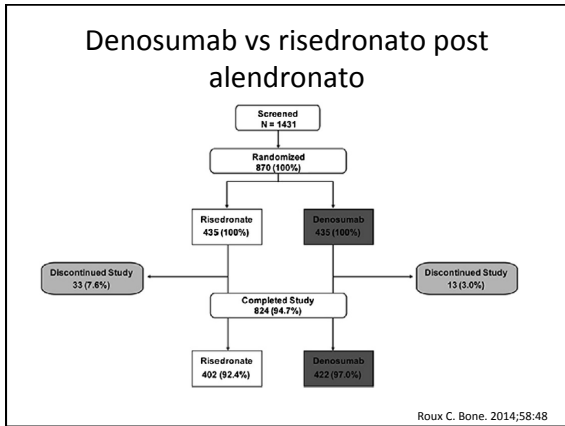 Denosumab vs risedronato post
alendronato
Screened
N = 1431
Randomized
870 (100%)
Risedronate
435 (100%)
Denosumab
435 (100%)
Discontinued Study
33 (7.6%)
Discontinued Study
13 (3.0%)
Completed Study
824 (94.7%)
Risedronate
402 (92.4%)
Denosumab
422 (97.0%)
Roux C. Bone. 2014;58:48